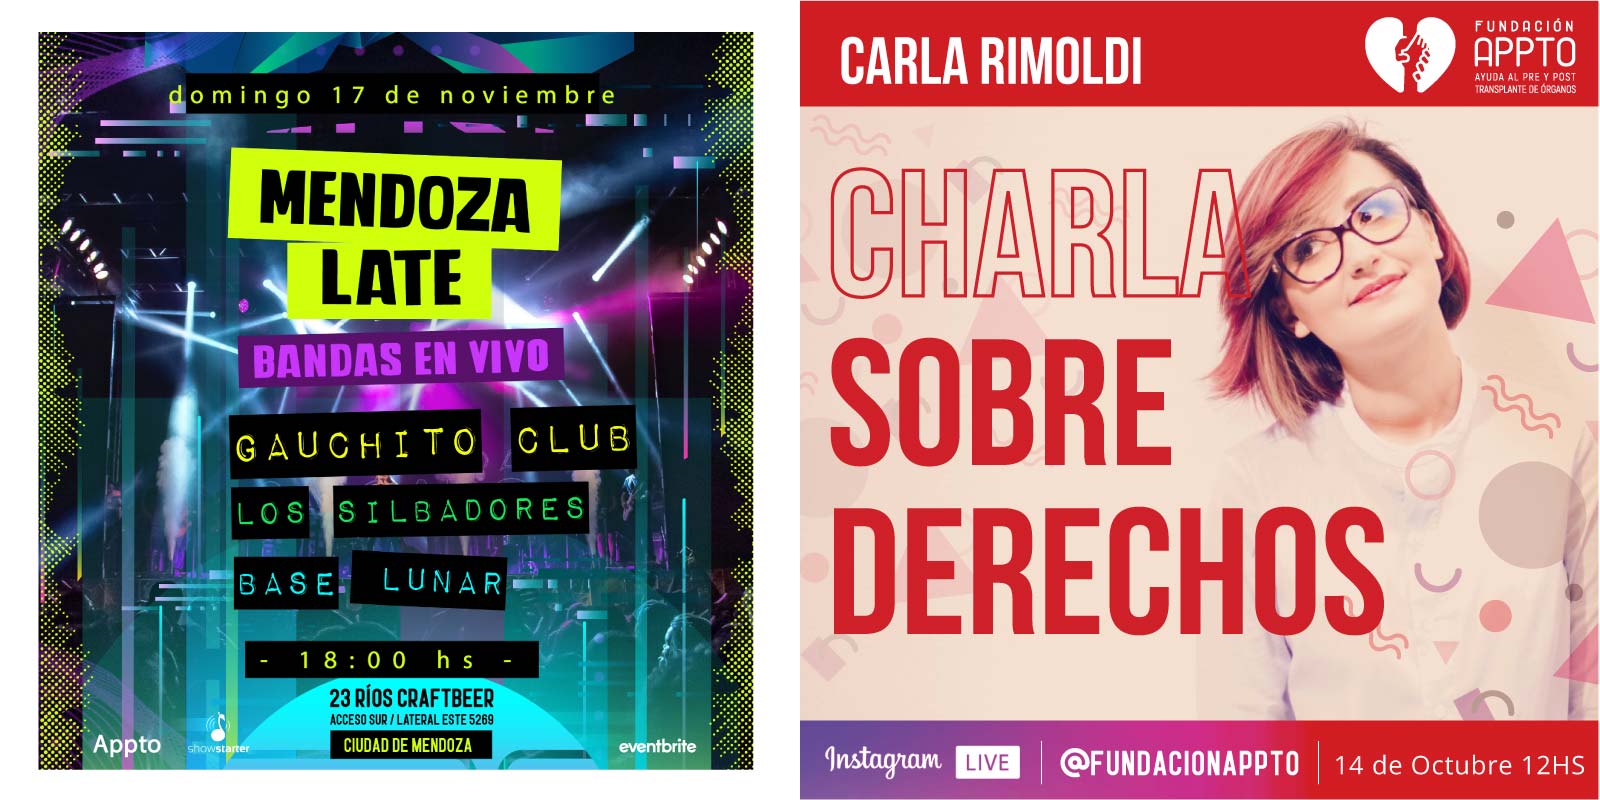 domingo 17 de noviembre
MENDOZA
LATE
BANDAS EN VIVO
GAUCHITO CLUB
LOS SILBADORES
BASE LUNAR
- 18:00 hs -
23 RÍOS CRAFTBEER
ACCESO SUR / LATERAL ESTE 5269
CIUDAD DE MENDOZA
Appto
showstarter
eventbrite
CARLA RIMOLDI
FUNDACIÓN
APPTO
AYUDA AL PRE Y POST
TRANSPLANTE DE ÓRGANOS
CHARLA
SOBRE
DERECHOS
Instagram LIVE @FUNDACIONAPPTO 14 de Octubre 12HS